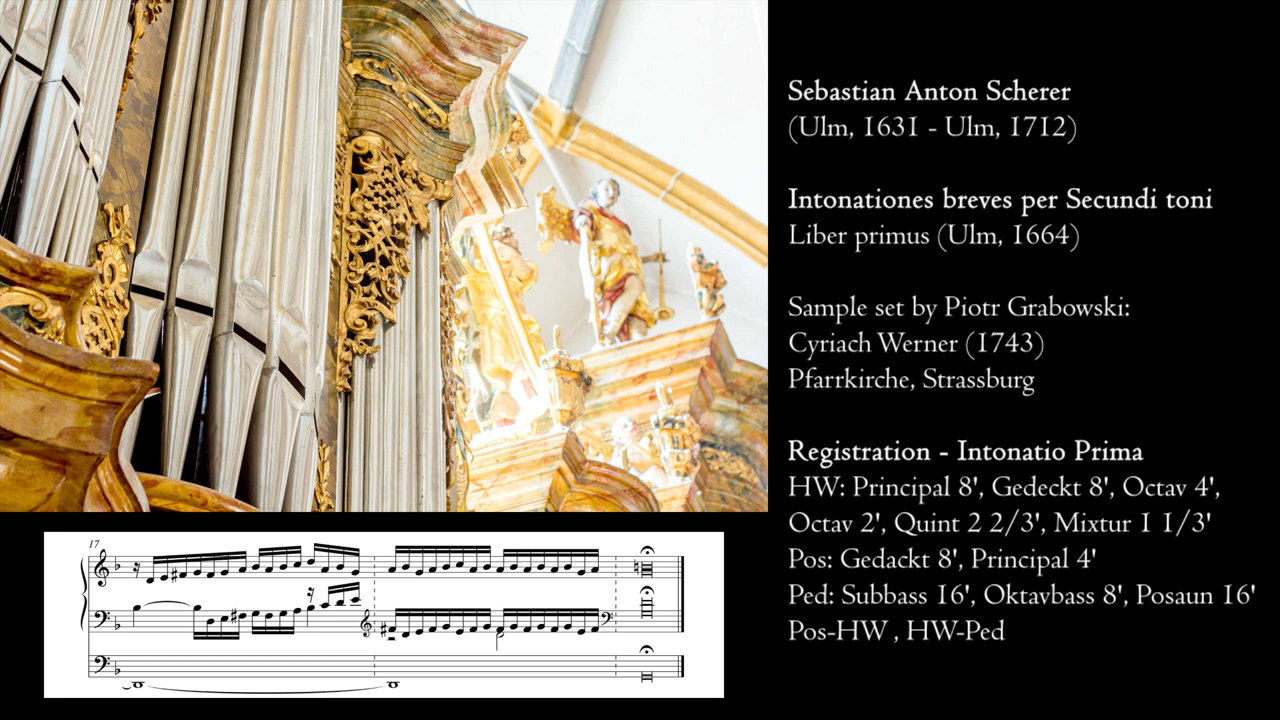 Sebastian Anton Scherer
(Ulm, 1631 - Ulm, 1712)
Intonationes breves per Secundi toni
Liber primus (Ulm, 1664)
Sample set by Piotr Grabowski:
Cyriach Werner (1743)
Pfarrkirche, Strassburg
Registration - Intonatio Prima
HW: Principal 8', Gedeckt 8', Octav 4',
Octav 2', Quint 2 2/3', Mixtur 1 1/3'
Pos: Gedackt 8', Principal 4'
Ped: Subbass 16', Oktavbass 8', Posaun 16'
Pos-HW , HW-Ped
17